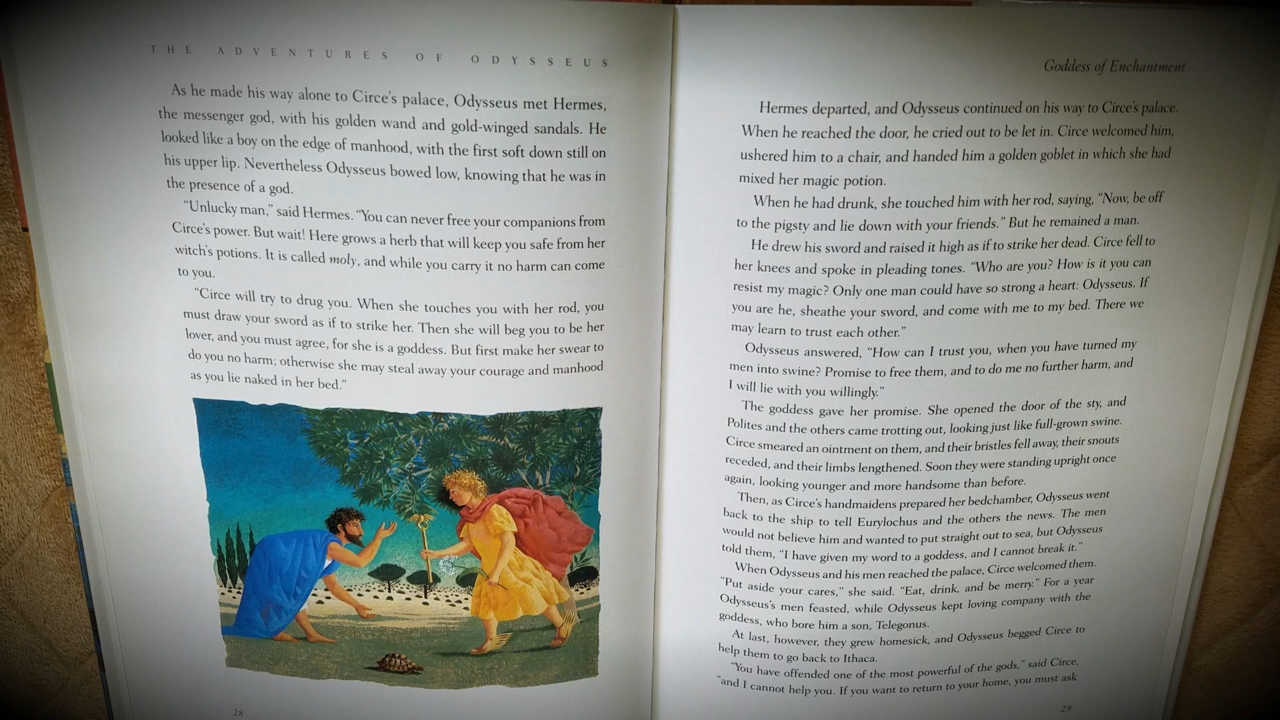 THE ADVENTURES OF ODYSSEUS
As he made his way alone to Circe's palace, Odysseus met Hermes,
the messenger god, with his golden wand and gold-winged sandals. He
looked like a boy on the edge of manhood, with the first soft down still on
his upper lip. Nevertheless Odysseus bowed low, knowing that he was in
the presence of a god.
"Unlucky man," said Hermes. "You can never free your companions from
Circe's power. But wait! Here grows a herb that will keep you safe from her
witch's potions. It is called moly, and while you carry it no harm can come
to you.
"Circe will try to drug you. When she touches you with her rod, you
must draw your sword as if to strike her. Then she will beg you to be her
lover, and you must agree, for she is a goddess. But first make her swear to
do you no harm; otherwise she may steal away your courage and manhood
as you lie naked in her bed."
28
Goddess of Enchantment
Hermes departed, and Odysseus continued on his way to Circe's palace.
When he reached the door, he cried out to be let in. Circe welcomed him,
ushered him to a chair, and handed him a golden goblet in which she had
mixed her magic potion.
When he had drunk, she touched him with her rod, saying, "Now, be off
to the pigsty and lie down with your friends." But he remained a man.
He drew his sword and raised it high as if to strike her dead. Circe fell to
her knees and spoke in pleading tones. "Who are you? How is it you can
resist my magic? Only one man could have so strong a heart: Odysseus. If
you are he, sheathe your sword, and come with me to my bed. There we
may learn to trust each other."
Odysseus answered, "How can I trust you, when you have turned my
men into swine? Promise to free them, and to do me no further harm, and
I will lie with you willingly."
The goddess gave her promise. She opened the door of the sty, and
Polites and the others came trotting out, looking just like full-grown swine.
Circe smeared an ointment on them, and their bristles fell away, their snouts
receded, and their limbs lengthened. Soon they were standing upright once
again, looking younger and more handsome than before.
Then, as Circe's handmaidens prepared her bedchamber, Odysseus went
back to the ship to tell Eurylochus and the others the news. The men
would not believe him and wanted to put straight out to sea, but Odysseus
told them, "I have given my word to a goddess, and I cannot break it."
When Odysseus and his men reached the palace, Circe welcomed them.
"Put aside your cares," she said. "Eat, drink, and be merry." For a year
Odysseus's men feasted, while Odysseus kept loving company with the
goddess, who bore him a son, Telegonus.
At last, however, they grew homesick, and Odysseus begged Circe to
help them to go back to Ithaca.
"You have offended one of the most powerful of the gods," said Circe,
"and I cannot help you. If you want to return to your home, you must ask
29